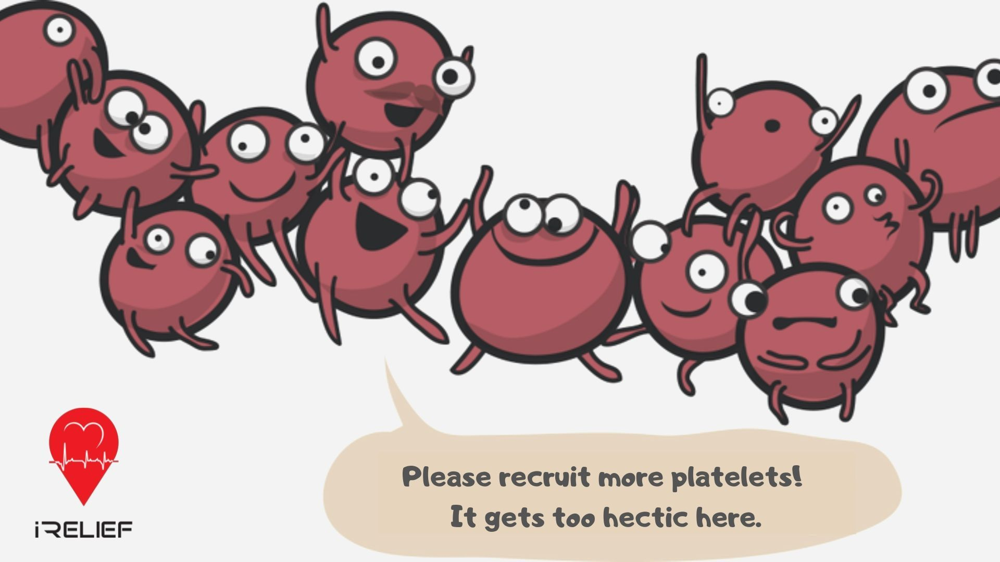 Please recruit more platelets!
It gets too hectic here.
iRELIEF